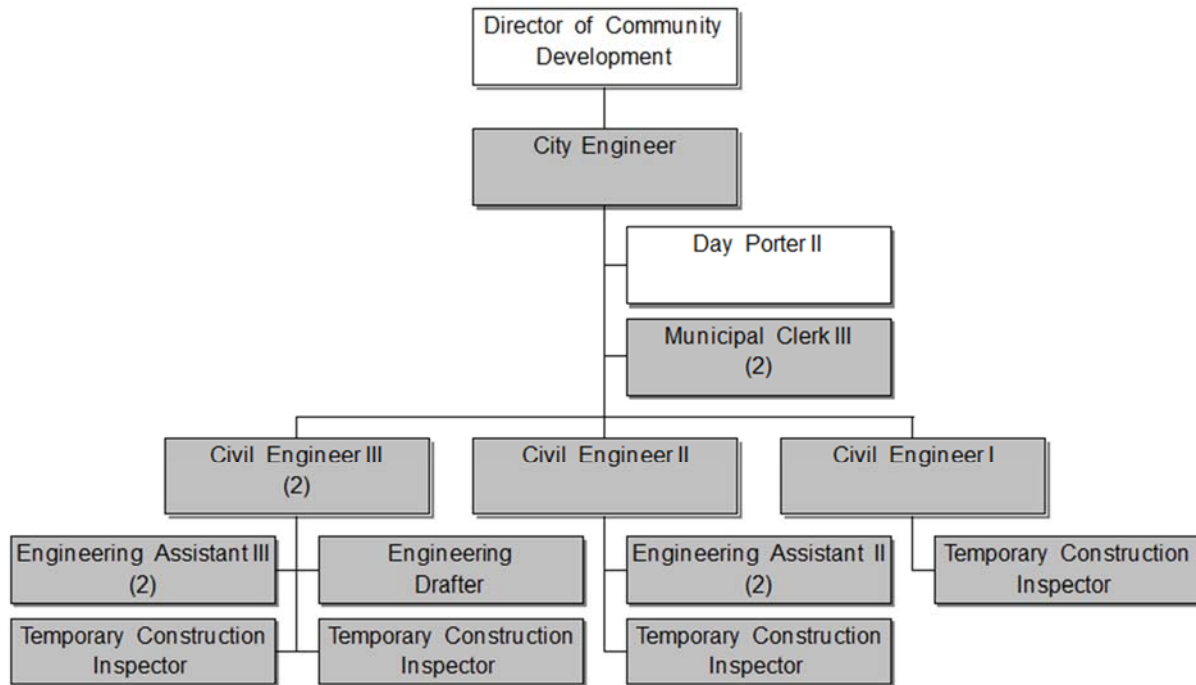 Director of Community
Development
City Engineer
Day Porter II
Municipal Clerk III
(2)
Civil Engineer III
(2)
Civil Engineer II
Civil Engineer I
Engineering Assistant III
(2)
Engineering
Drafter
Engineering Assistant II
(2)
Temporary Construction
Inspector
Temporary Construction
Inspector
Temporary Construction
Inspector
Temporary Construction
Inspector